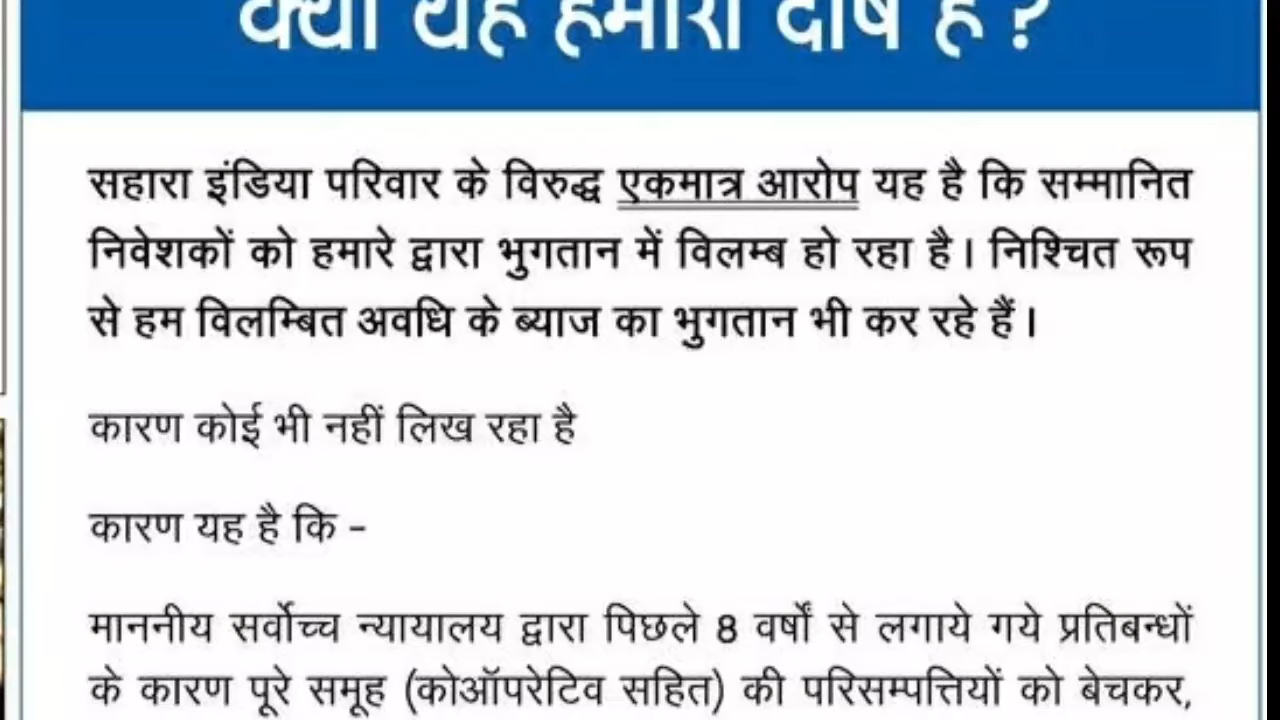 क्या यह हमारा दोष है ?
सहारा इंडिया परिवार के विरुद्ध एकमात्र आरोप यह है कि सम्मानित
निवेशकों को हमारे द्वारा भुगतान में विलम्ब हो रहा है। निश्चित रूप
से हम विलम्बित अवधि के ब्याज का भुगतान भी कर रहे हैं।
कारण कोई भी नहीं लिख रहा है
कारण यह है कि -
माननीय सर्वोच्च न्यायालय द्वारा पिछले 8 वर्षों से लगाये गये प्रतिबन्धों
के कारण पूरे समूह (कोऑपरेटिव सहित) की परिसम्पत्तियों को बेचकर,